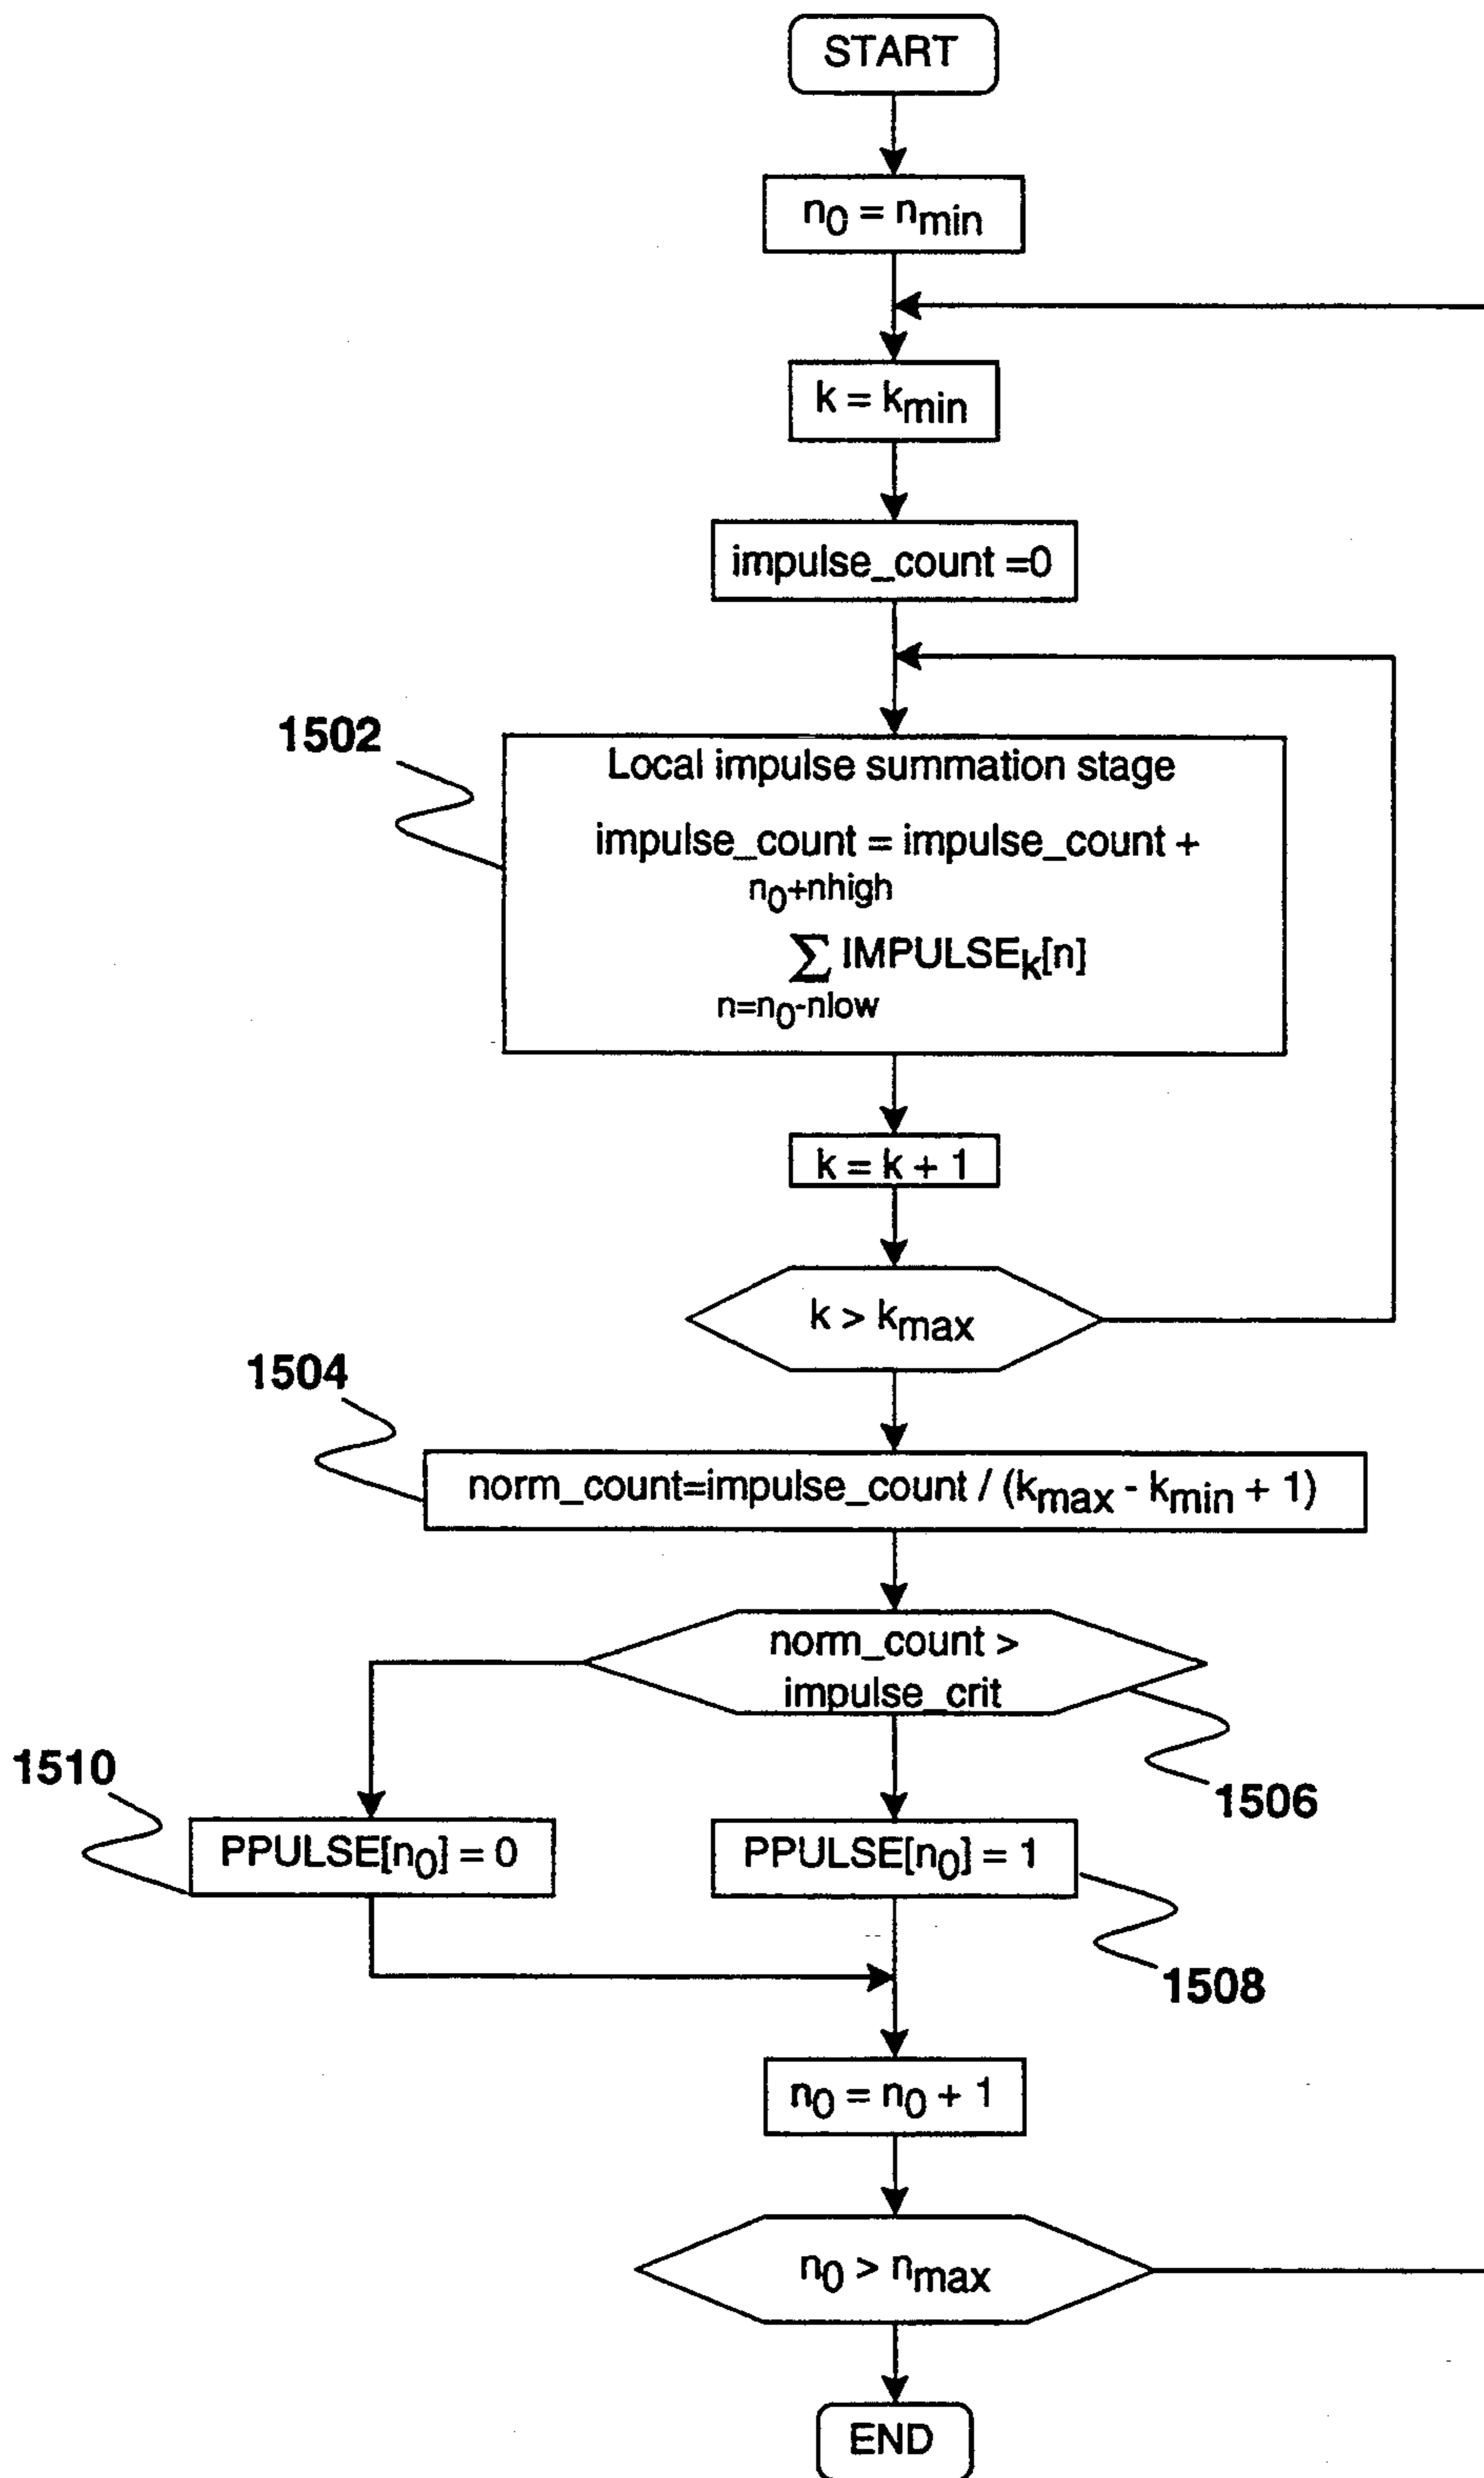 START
n0 = nmin
k = kmin
impulse_count =0
1502
Local impulse summation stage
impulse_count = impulse_count +
n0+nhigh
∑ IMPULSEk[n]
n=n0-nlow
k = k + 1
k > kmax
1504
norm_count=impulse_count / (kmax - kmin + 1)
norm_count >
impulse_crit
1506
1510
PPULSE[n0] = 0
PPULSE[n0] = 1
1508
n0 = n0 + 1
n0 > nmax
END